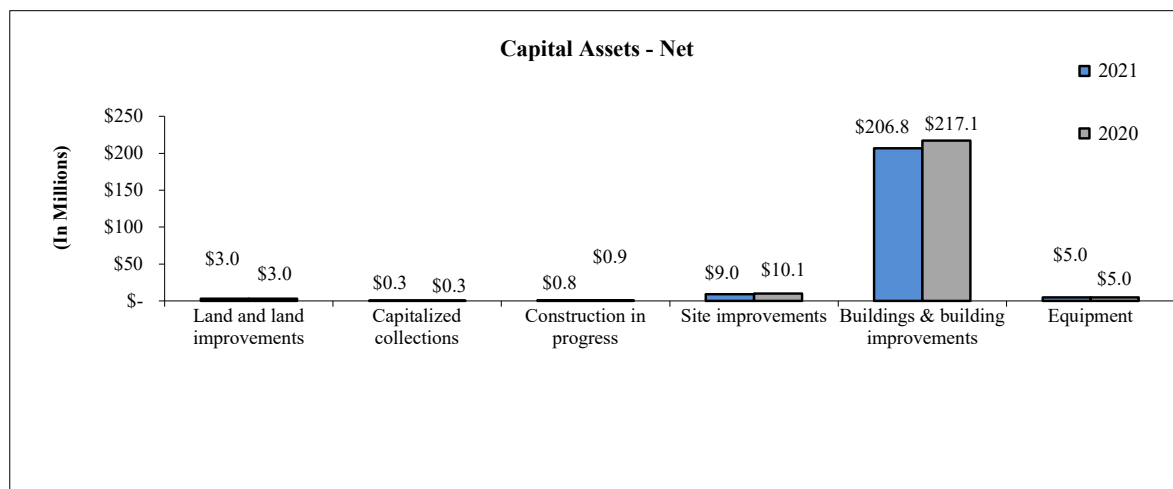 Capital Assets - Net
2021
2020
(In Millions)
$250
$200
$150
$100
$50
$-
$3.0
$3.0
$0.3
$0.3
$0.8
$0.9
$9.0
$10.1
$206.8
$217.1
$5.0
$5.0
Land and land
improvements
Capitalized
collections
Construction in
progress
Site improvements
Buildings & building
improvements
Equipment